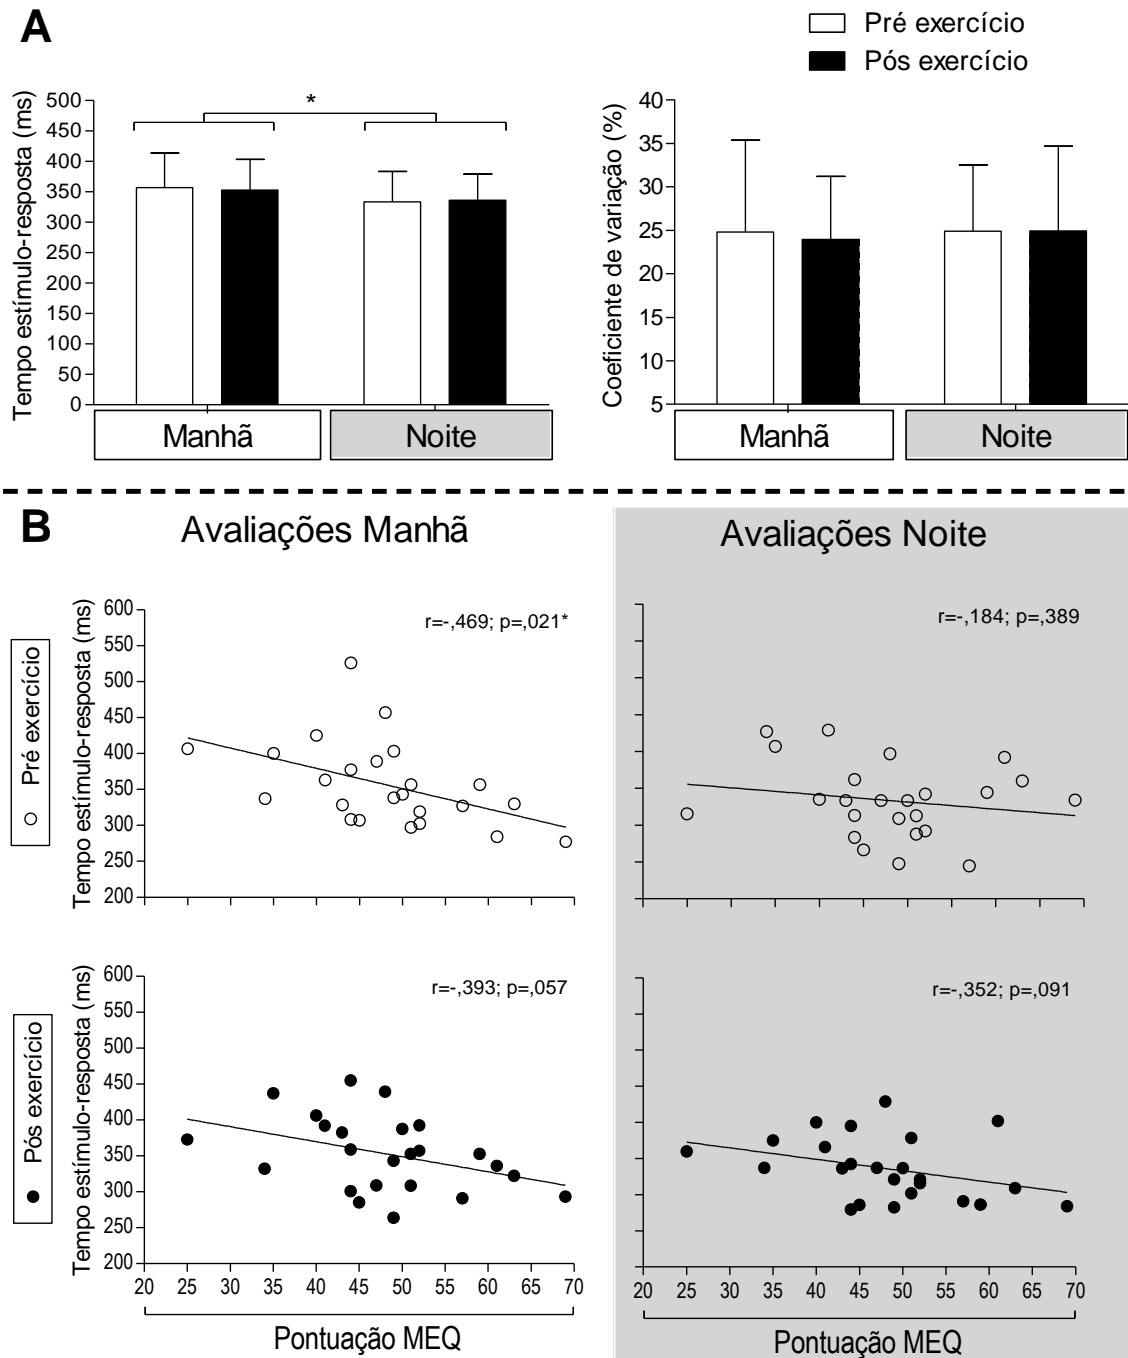 A
Pré exercício
Pós exercício
Tempo estímulo-resposta (ms)
500
450
400
350
300
250
200
150
100
50
0
*
Manhã
Noite
Coeficiente de variação (%)
40
35
30
25
20
15
10
5
Manhã
Noite
B
Avaliações Manhã
Avaliações Noite
Pré exercício
Tempo estímulo-resposta (ms)
600
550
500
450
400
350
300
250
200
r=-,469; p=,021*
r=-,184; p=,389
Pós exercício
Tempo estímulo-resposta (ms)
600
550
500
450
400
350
300
250
200
r=-,393; p=,057
r=-,352; p=,091
20 25 30 35 40 45 50 55 60 65 70
20 25 30 35 40 45 50 55 60 65 70
Pontuação MEQ
Pontuação MEQ